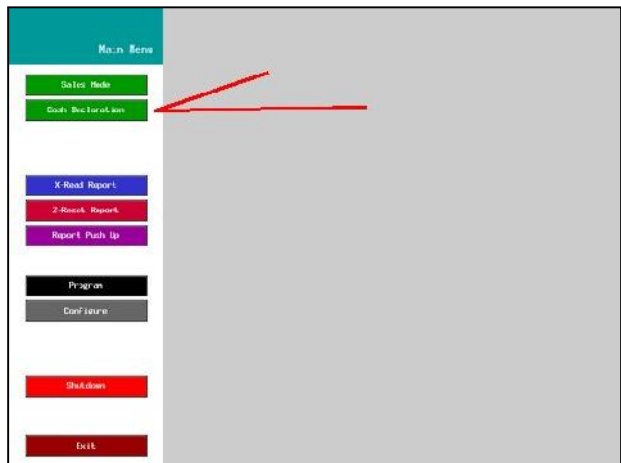 Main Menu
Sales Mode
Cash Declaration
X-Read Report
Z-Reset Report
Report Push Up
Program
Configure
Shutdown
Exit